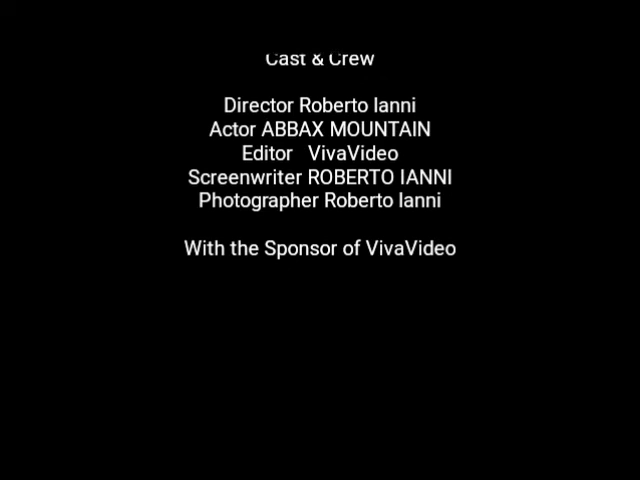 Cast & Crew
Director Roberto Ianni
Actor ABBAX MOUNTAIN
Editor VivaVideo
Screenwriter ROBERTO IANNI
Photographer Roberto Ianni
With the Sponsor of VivaVideo